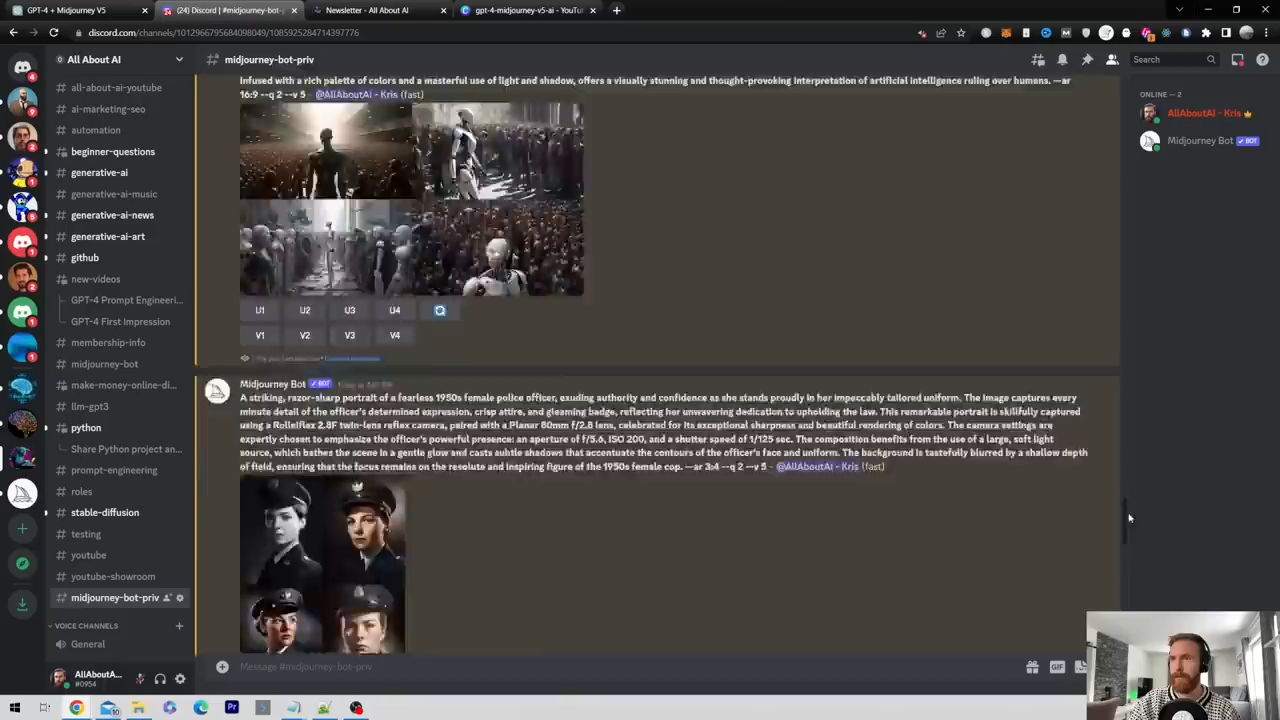 GPT-4 + Midjourney V5
(24) Discord | #midjourney-bot-p
Newsletter - All About AI
gpt-4-midjourney-v5-ai - YouTu
discord.com/channels/1012966795684098049/1085925284714397776
All About AI
midjourney-bot-priv
Search
all-about-ai-youtube
ai-marketing-seo
automation
beginner-questions
generative-ai
generative-ai-music
generative-ai-news
generative-ai-art
github
new-videos
GPT-4 Prompt Engineeri...
GPT-4 First Impression
membership-info
midjourney-bot
make-money-online-di...
llm-gpt3
python
Share Python project an...
prompt-engineering
roles
stable-diffusion
testing
youtube
youtube-showroom
midjourney-bot-priv
VOICE CHANNELS
General
AllAboutA...
#0954
Infused with a rich palette of colors and a masterful use of light and shadow, offers a visually stunning and thought-provoking interpretation of artificial intelligence ruling over humans. —ar
16:9 --q 2 --v 5 - @AllAboutAI - Kris (fast)
U1 U2 U3 U4
V1 V2 V3 V4
Midjourney Bot BOT
A striking, razor-sharp portrait of a fearless 1950s female police officer, exuding authority and confidence as she stands proudly in her impeccably tailored uniform. The image captures every
minute detail of the officer's determined expression, crisp attire, and gleaming badge, reflecting her unwavering dedication to upholding the law. This remarkable portrait is skillfully captured
using a Rolleiflex 2.8F twin-lens reflex camera, paired with a Planar 80mm f/2.8 lens, celebrated for its exceptional sharpness and beautiful rendering of colors. The camera settings are
expertly chosen to emphasize the officer's powerful presence: an aperture of f/5.6, ISO 200, and a shutter speed of 1/125 sec. The composition benefits from the use of a large, soft light
source, which bathes the scene in a gentle glow and casts subtle shadows that accentuate the contours of the officer's face and uniform. The background is tastefully blurred by a shallow depth
of field, ensuring that the focus remains on the resolute and inspiring figure of the 1950s female cop. —ar 3:4 --q 2 --v 5 - @AllAboutAI - Kris (fast)
Message #midjourney-bot-priv
GIF
ONLINE — 2
AllAboutAI - Kris
Midjourney Bot BOT